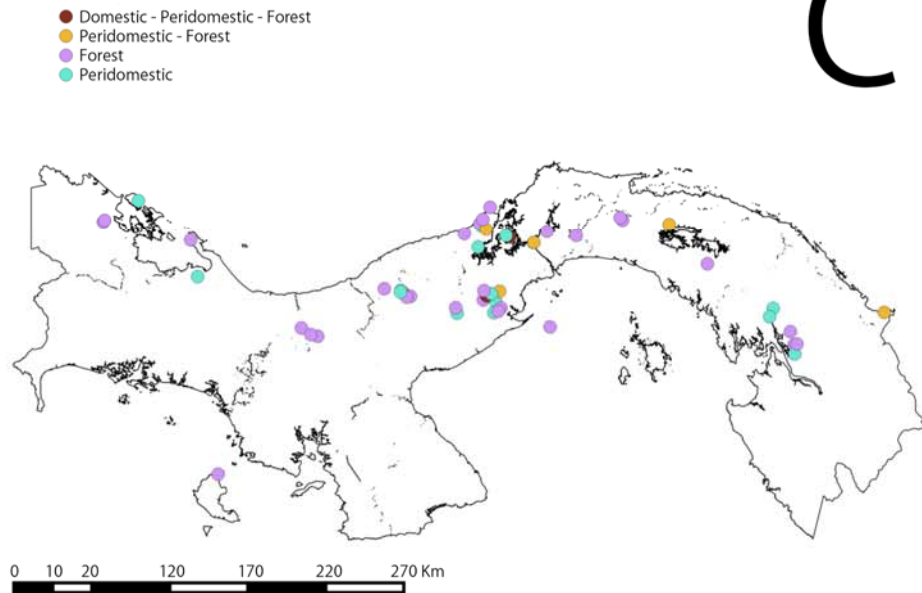 Domestic - Peridomestic - Forest
Peridomestic - Forest
Forest
Peridomestic
C
0 10 20 120 170 220 270 Km